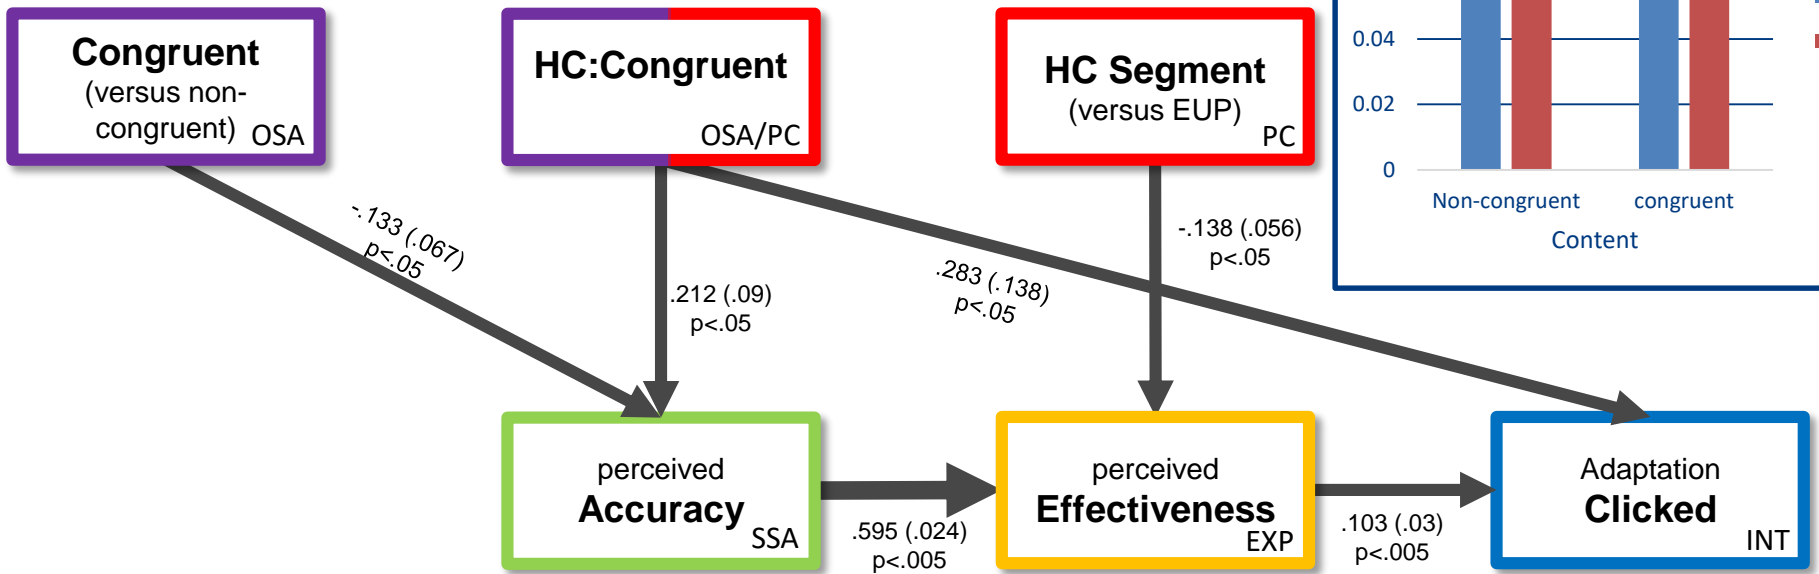 Congruent
(versus non-
congruent)
OSA
HC:Congruent
OSA/PC
HC Segment
(versus EUP)
PC
0.04
0.02
0
Non-congruent
congruent
Content
-.133 (.067)
p<.05
.212 (.09)
p<.05
.283 (.138)
p<.05
-.138 (.056)
p<.05
perceived
Accuracy
SSA
.595 (.024)
p<.005
perceived
Effectiveness
EXP
.103 (.03)
p<.005
Adaptation
Clicked
INT